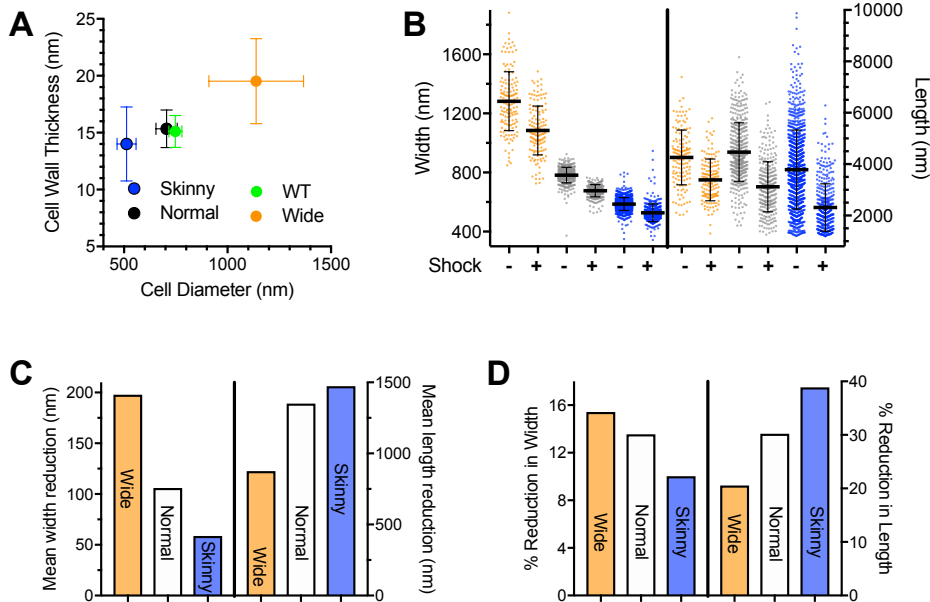 A
Cell Wall Thickness (nm)
25
20
15
10
5
Skinny
Normal
WT
Wide
500
1000
1500
Cell Diameter (nm)
B
Width (nm)
1600
1200
800
400
10000
8000
6000
4000
2000
Length (nm)
Shock
- + - + - + - + - + - +
C
Mean width reduction (nm)
200
150
100
50
0
Wide
Normal
Skinny
Wide
Normal
Skinny
1500
1000
500
0
Mean length reduction (nm)
D
% Reduction in Width
16
12
8
4
0
Wide
Normal
Skinny
Wide
Normal
Skinny
40
30
20
10
0
% Reduction in Length